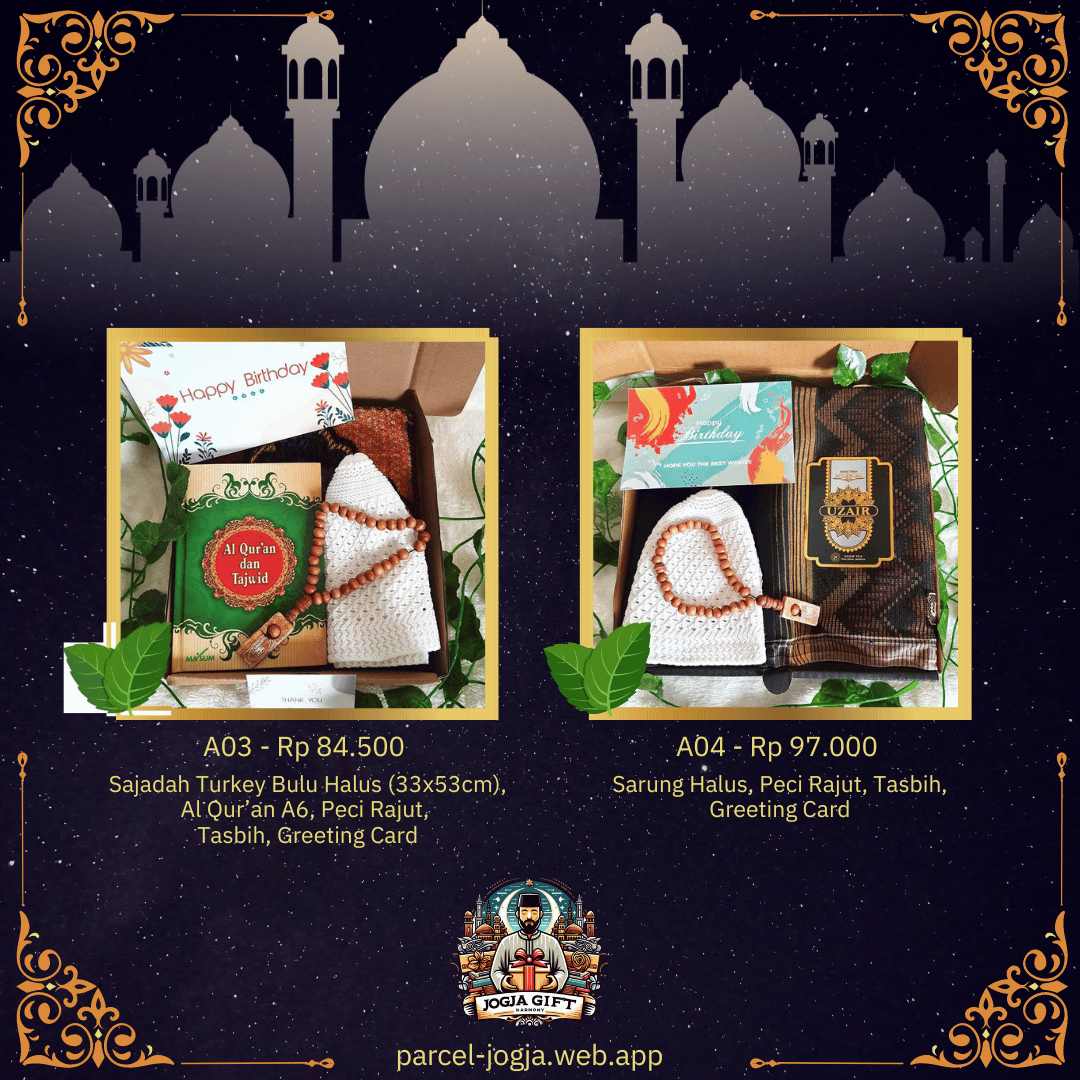 Happy Birthday
Al Qur'an
dan
Tajwid
MA'SUM
THANK YOU
Happy
Birthday
HOPE YOU THE BEST WISHES
UZAIR
A03 - Rp 84.500
Sajadah Turkey Bulu Halus (33x53cm),
Al Qur'an A6, Peci Rajut,
Tasbih, Greeting Card
A04 - Rp 97.000
Sarung Halus, Peci Rajut, Tasbih,
Greeting Card
JOGJA GIFT
HARMONY
parcel-jogja.web.app